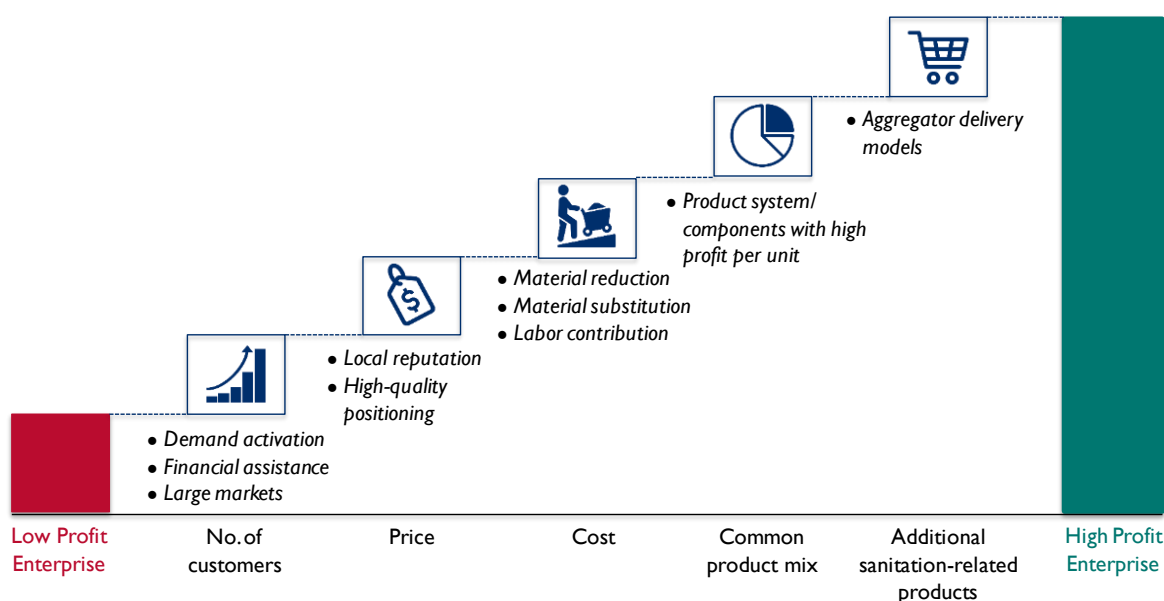 • Aggregator delivery
models
• Product system/
components with high
profit per unit
• Material reduction
• Material substitution
• Labor contribution
$
• Local reputation
• High-quality
positioning
• Demand activation
• Financial assistance
• Large markets
Low Profit
Enterprise
No. of
customers
Price
Cost
Common
product mix
Additional
sanitation-related
products
High Profit
Enterprise